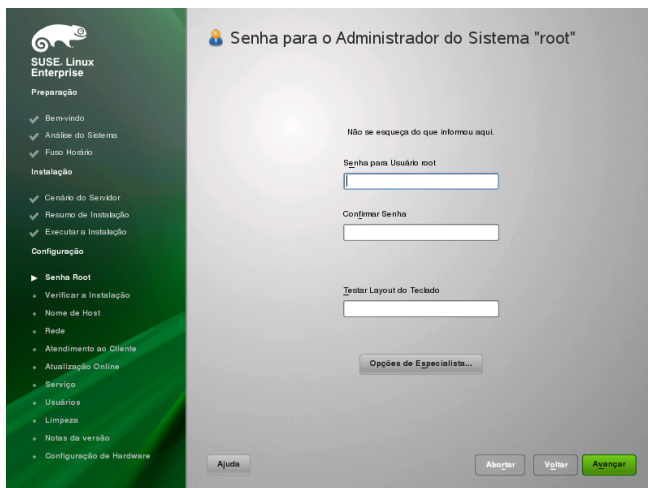 SUSE. Linux
Enterprise
Preparação
Bem-vindo
Análise do Sistema
Fuso Horário
Instalação
Cenário do Servidor
Resumo de Instalação
Executar a Instalação
Configuração
Senha Root
Verificar a Instalação
Nome de Host
Rede
Atendimento ao Cliente
Atualização Online
Serviço
Usuários
Limpeza
Notas da versão
Configuração de Hardware
Senha para o Administrador do Sistema "root"
Não se esqueça do que informou aqui.
Senha para Usuário root
Confirmar Senha
Testar Layout do Teclado
Opções de Especialista...
Ajuda
Abortar
Voltar
Avançar